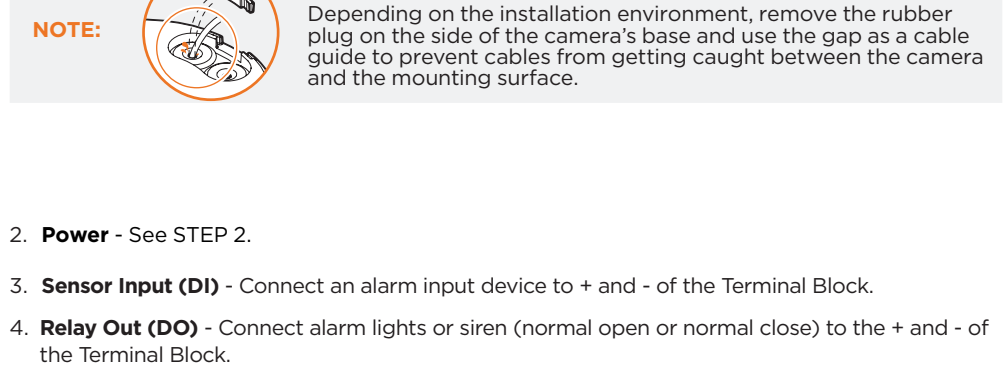 NOTE:
Depending on the installation environment, remove the rubber
plug on the side of the camera's base and use the gap as a cable
guide to prevent cables from getting caught between the camera
and the mounting surface.
2. Power - See STEP 2.
3. Sensor Input (DI) - Connect an alarm input device to + and - of the Terminal Block.
4. Relay Out (DO) - Connect alarm lights or siren (normal open or normal close) to the + and - of
the Terminal Block.